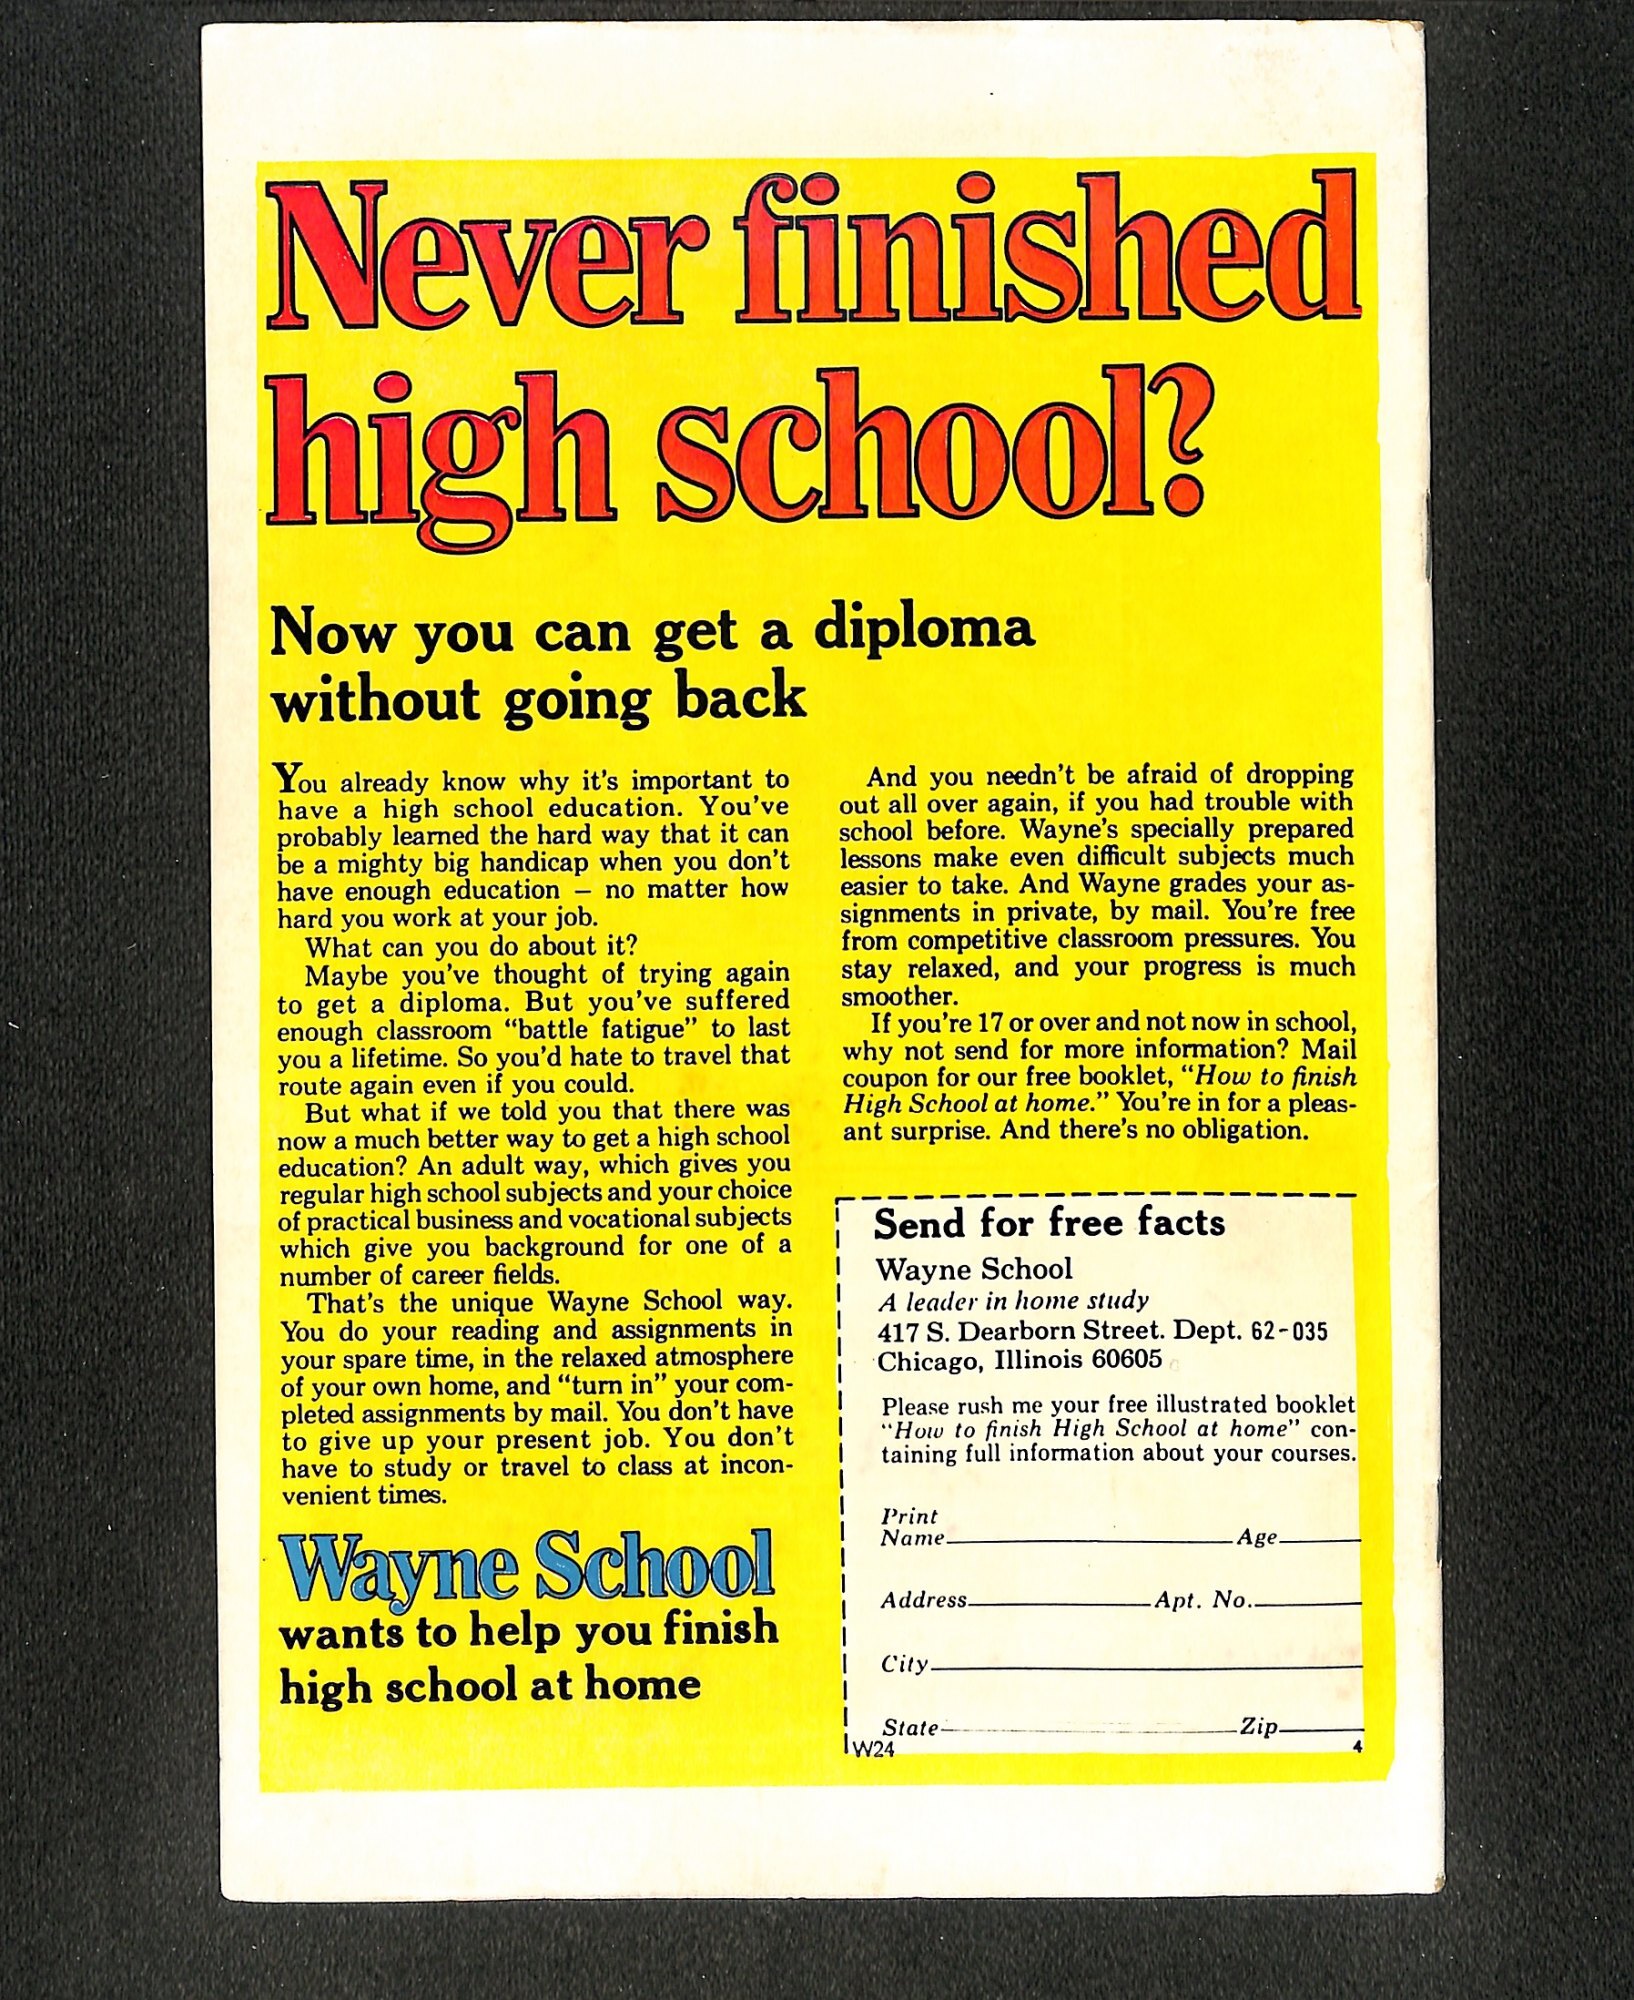 Never finished
high school?
Now you can get a diploma
without going back
You already know why it's important to
have a high school education. You've
probably learned the hard way that it can
be a mighty big handicap when you don't
have enough education – no matter how
hard you work at your job.
What can you do about it?
Maybe you've thought of trying again
to get a diploma. But you've suffered
enough classroom “battle fatigue” to last
you a lifetime. So you'd hate to travel that
route again even if you could.
But what if we told you that there was
now a much better way to get a high school
education? An adult way, which gives you
regular high school subjects and your choice
of practical business and vocational subjects
which give you background for one of a
number of career fields.
That's the unique Wayne School way.
You do your reading and assignments in
your spare time, in the relaxed atmosphere
of your own home, and “turn in” your com-
pleted assignments by mail. You don't have
to give up your present job. You don't
have to study or travel to class at incon-
venient times.
Wayne School
wants to help you finish
high school at home
And you needn't be afraid of dropping
out all over again, if you had trouble with
school before. Wayne's specially prepared
lessons make even difficult subjects much
easier to take. And Wayne grades your as-
signments in private, by mail. You're free
from competitive classroom pressures. You
stay relaxed, and your progress is much
smoother.
If you're 17 or over and not now in school,
why not send for more information? Mail
coupon for our free booklet, “How to finish
High School at home.” You're in for a pleas-
ant surprise. And there's no obligation.
Send for free facts
Wayne School
A leader in home study
417 S. Dearborn Street. Dept. 62-035
Chicago, Illinois 60605
Please rush me your free illustrated booklet
“How to finish High School at home” con-
taining full information about your courses.
Print
Name Age
Address Apt. No.
City
State Zip
W24 4